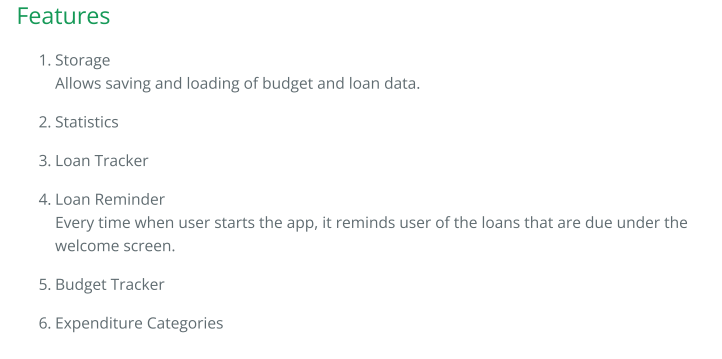 Features
1. Storage
Allows saving and loading of budget and loan data.
2. Statistics
3. Loan Tracker
4. Loan Reminder
Every time when user starts the app, it reminds user of the loans that are due under the
welcome screen.
5. Budget Tracker
6. Expenditure Categories